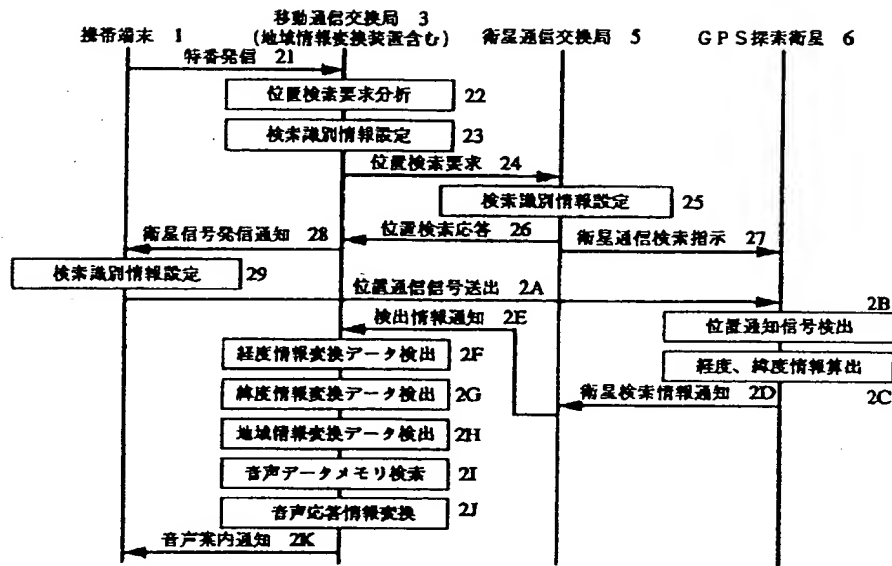 移動通信交換局 3
携帯端末 1 (地域情報変換装置含む) 衛星通信交換局 5 GPS探索衛星 6
特番発信 21
位置検索要求分析 22
検索識別情報設定 23
位置検索要求 24
検索識別情報設定 25
衛星信号発信通知 28 位置検索応答 26 衛星通信検索指示 27
検索識別情報設定 29
位置通信信号送出 2A
検出情報通知 2E 2B
位置通知信号検出
経度情報変換データ検出 2F
経度、緯度情報算出
緯度情報変換データ検出 2G 衛星検索情報通知 2D 2C
地域情報変換データ検出 2H
音声データメモリ検索 2I
音声応答情報変換 2J
音声案内通知 2K